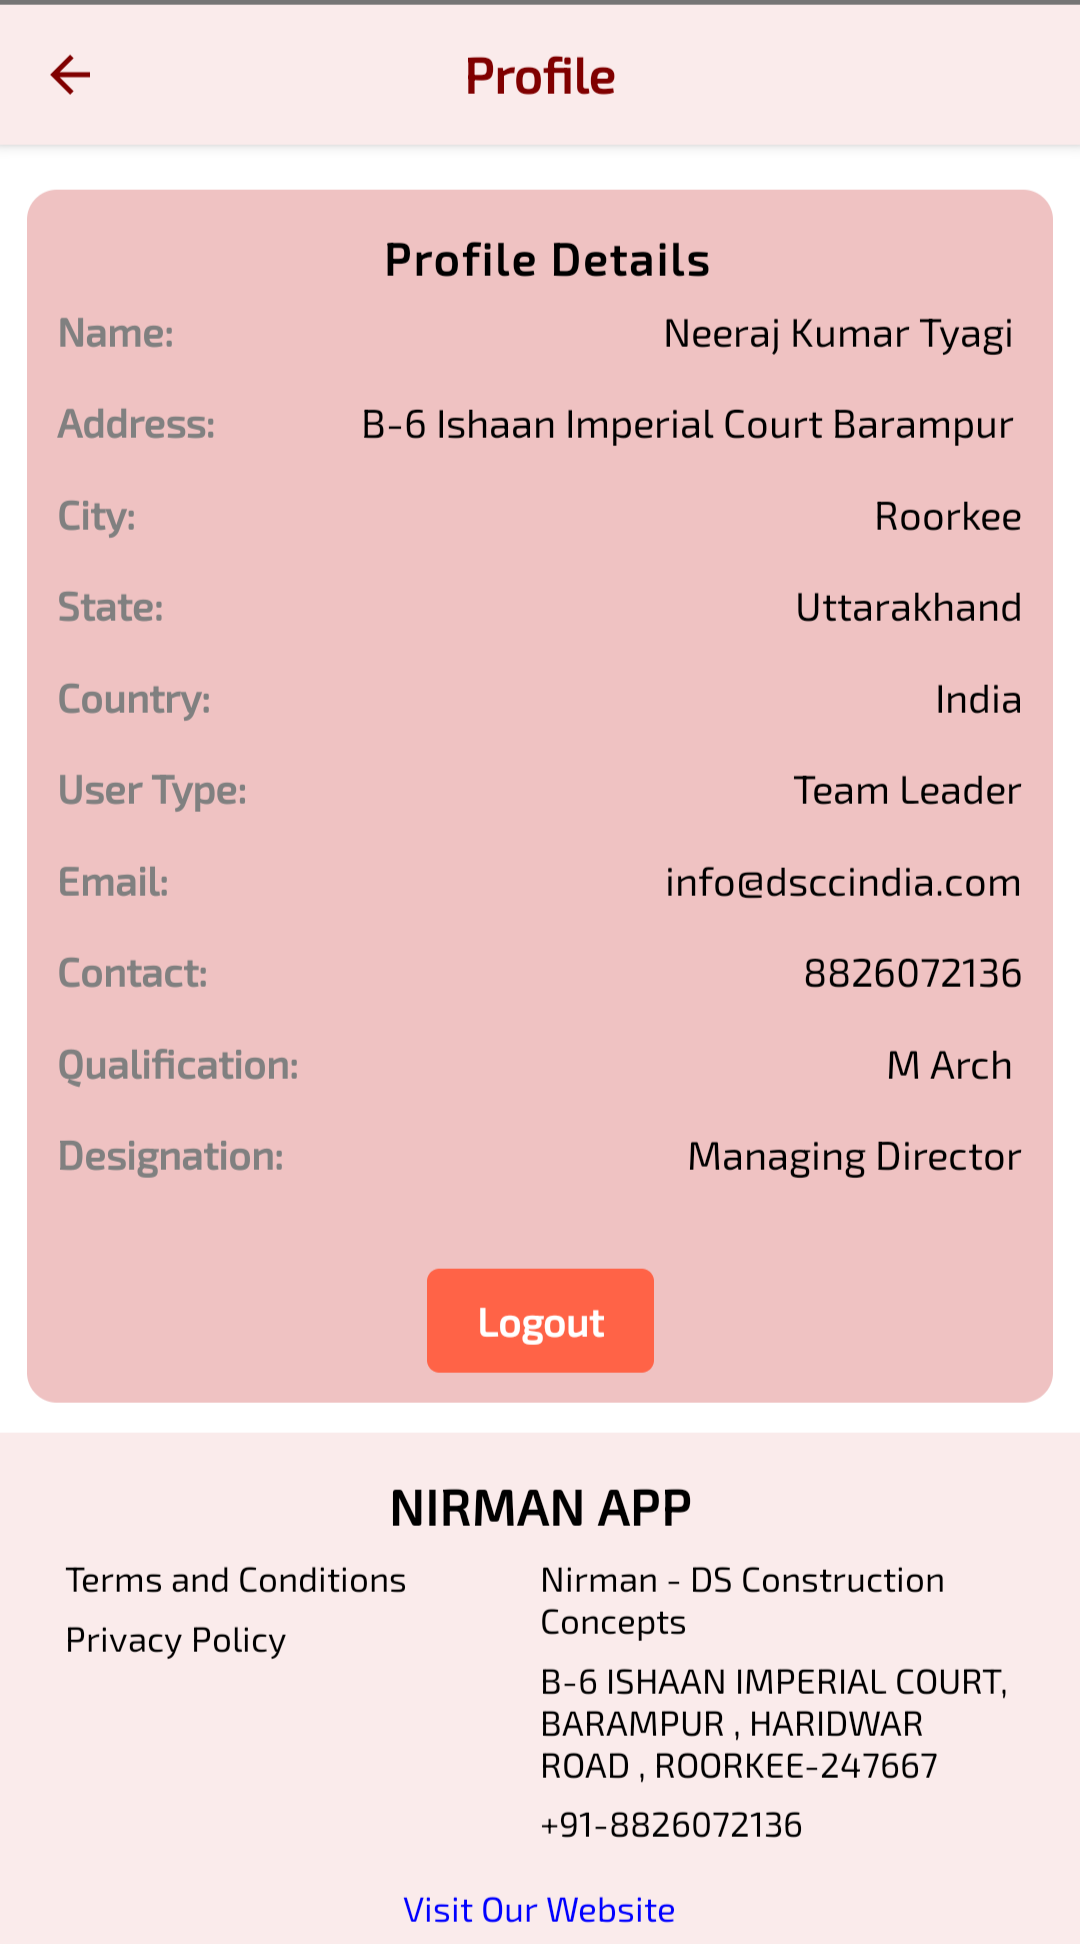 Profile
Profile Details
Name: Neeraj Kumar Tyagi
Address: B-6 Ishaan Imperial Court Barampur
City: Roorkee
State: Uttarakhand
Country: India
User Type: Team Leader
Email: info@dsccindia.com
Contact: 8826072136
Qualification: M Arch
Designation: Managing Director
Logout
NIRMAN APP
Terms and Conditions
Privacy Policy
Nirman - DS Construction
Concepts
B-6 ISHAAN IMPERIAL COURT,
BARAMPUR , HARIDWAR
ROAD , ROORKEE-247667
+91-8826072136
Visit Our Website